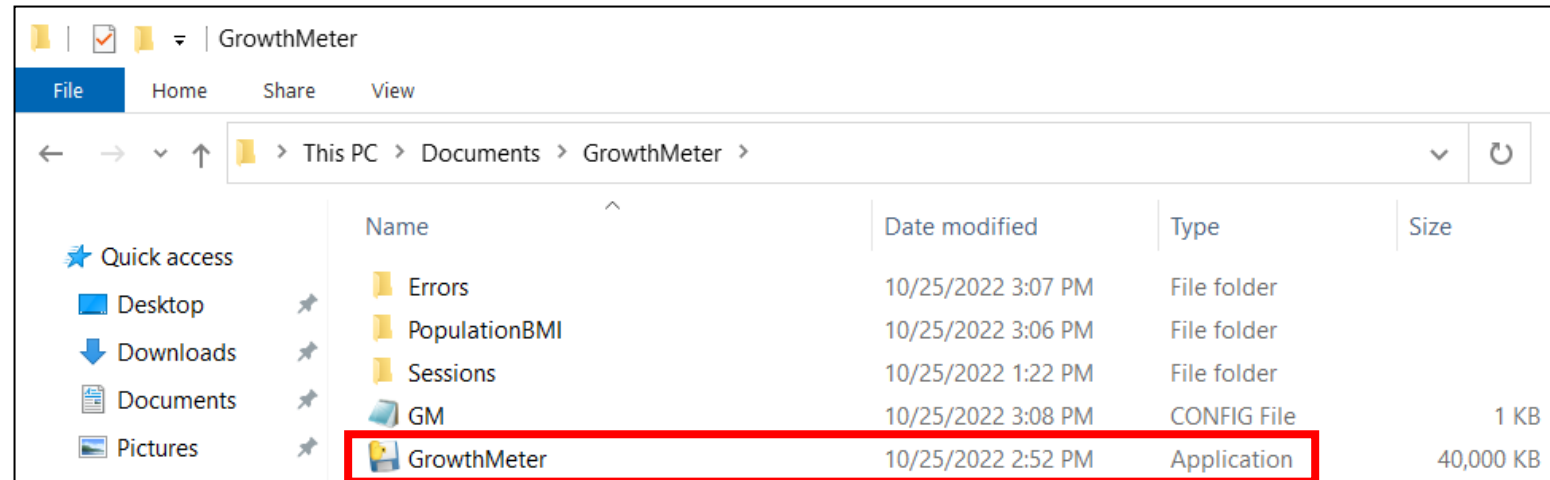 GrowthMeter
File Home Share View
This PC > Documents > GrowthMeter >
Name Date modified Type Size
Quick access
Desktop
Downloads
Documents
Pictures
Errors 10/25/2022 3:07 PM File folder
PopulationBMI 10/25/2022 3:06 PM File folder
Sessions 10/25/2022 1:22 PM File folder
GM 10/25/2022 3:08 PM CONFIG File 1 KB
GrowthMeter 10/25/2022 2:52 PM Application 40,000 KB